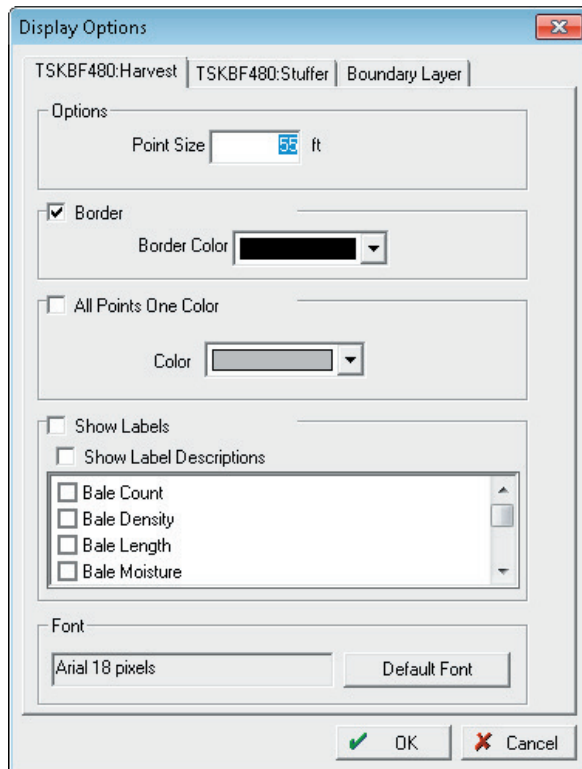 Display Options
TSKBF480:Harvest TSKBF480:Stuffer Boundary Layer
Options
Point Size 55 ft
Border
Border Color
All Points One Color
Color
Show Labels
Show Label Descriptions
Bale Count
Bale Density
Bale Length
Bale Moisture
Font
Arial 18 pixels Default Font
OK Cancel